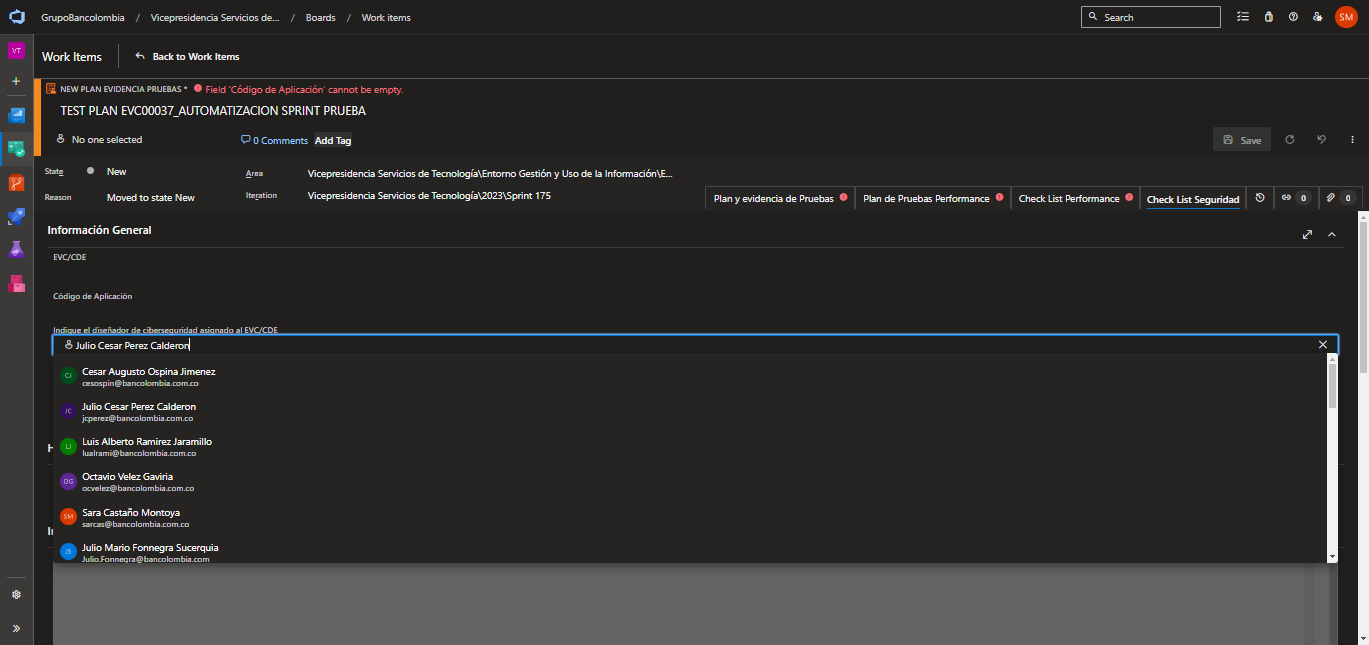 GrupoBancolombia / Vicepresidencia Servicios de... / Boards / Work items
Search
SM
VT
Work Items
Back to Work Items
NEW PLAN EVIDENCIA PRUEBAS *
Field 'Código de Aplicación' cannot be empty.
TEST PLAN EVC00037_AUTOMATIZACION SPRINT PRUEBA
No one selected
0 Comments
Add Tag
Save
State
New
Area
Vicepresidencia Servicios de Tecnología\Entorno Gestión y Uso de la Información\E...
Reason
Moved to state New
Iteration
Vicepresidencia Servicios de Tecnología\2023\Sprint 175
Plan y evidencia de Pruebas
Plan de Pruebas Performance
Check List Performance
Check List Seguridad
0
0
Información General
EVC/CDE
Código de Aplicación
Indique el diseñador de ciberseguridad asignado al EVC/CDE
Julio Cesar Perez Calderon
CJ
Cesar Augusto Ospina Jimenez
cesospin@bancolombia.com.co
JC
Julio Cesar Perez Calderon
jcperez@bancolombia.com.co
LJ
Luis Alberto Ramirez Jaramillo
lualrami@bancolombia.com.co
OG
Octavio Velez Gaviria
ocvelez@bancolombia.com.co
SM
Sara Castaño Montoya
sarcas@bancolombia.com.co
JS
Julio Mario Fonnegra Sucerquia
Julio.Fonnegra@bancolombia.com